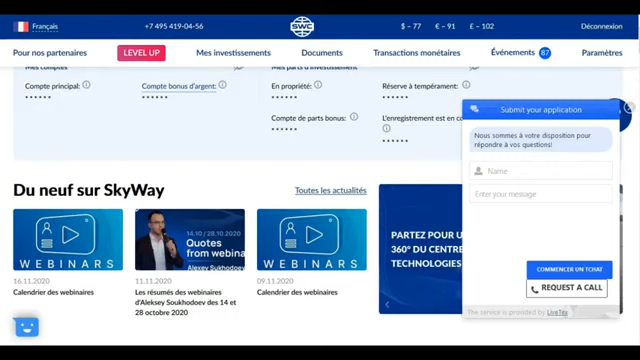 Français
+7 495 419-04-56
SWC
$ – 77
€ – 91
£ – 102
Déconnexion
Pour nos partenaires
LEVEL UP
Mes investissements
Documents
Transactions monétaires
Événements 87
Paramètres
Mes comptes
Mes parts d'investissement
Compte principal:
Compte bonus d'argent:
En propriété:
Réserve à tempérament:
Compte de parts bonus:
L'enregistrement est en co
Submit your application
Nous sommes à votre disposition pour
répondre à vos questions!
Name
Enter your message
COMMENCER UN TCHAT
REQUEST A CALL
The service is provided by LiveTex
Du neuf sur SkyWay
Toutes les actualités
WEBINARS
14.10 / 28.10.2020
Quotes
from webina
Alexey Sukhodoev
WEBINARS
PARTEZ POUR U
360° DU CENTRE
TECHNOLOGIES
16.11.2020
Calendrier des webinaires
11.11.2020
Les résumés des webinaires
d'Aleksey Soukhodoev des 14 et
28 octobre 2020
09.11.2020
Calendrier des webinaires